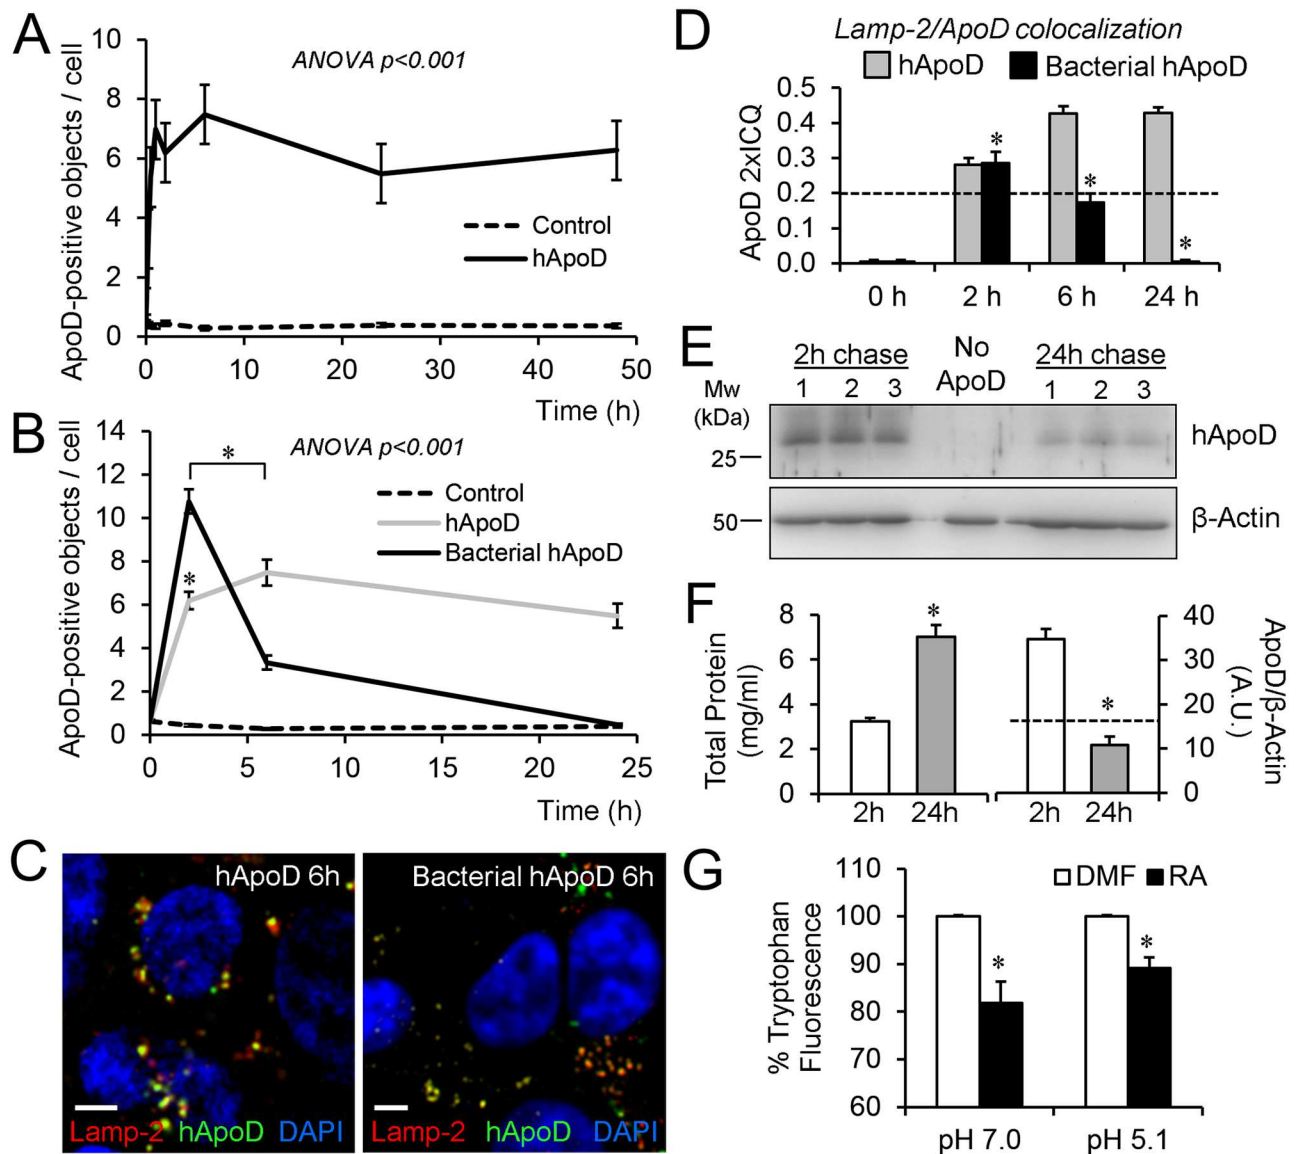 A
ApoD-positive objects / cell
10
8
6
4
2
0
ANOVA p<0.001
Control
hApoD
0 10 20 30 40 50
Time (h)
B
ApoD-positive objects / cell
14
12
10
8
6
4
2
0
ANOVA p<0.001
*
*
Control
hApoD
Bacterial hApoD
0 5 10 15 20 25
Time (h)
C
hApoD 6h
Lamp-2 hApoD DAPI
Bacterial hApoD 6h
Lamp-2 hApoD DAPI
D
Lamp-2/ApoD colocalization
hApoD Bacterial hApoD
ApoD 2xICQ
0.5
0.4
0.3
0.2
0.1
0.0
*
*
*
0 h 2 h 6 h 24 h
E
2h chase No ApoD 24h chase
1 2 3 1 2 3
Mw
(kDa)
25
hApoD
50
β-Actin
F
Total Protein
(mg/ml)
8
6
4
2
0
*
2h 24h
*
2h 24h
40
30
20
10
0
ApoD/β-Actin
(A.U.)
G
% Tryptophan
Fluorescence
110
100
90
80
70
60
DMF RA
*
*
pH 7.0 pH 5.1